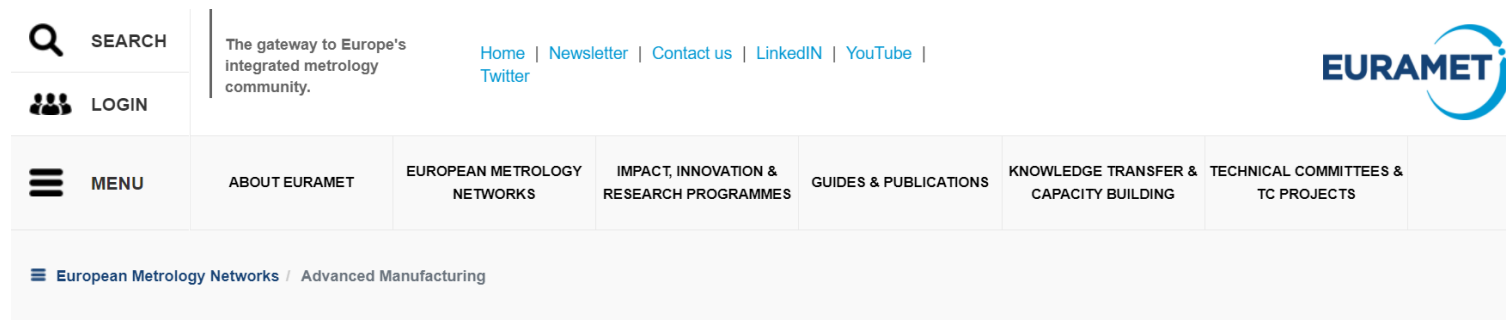 SEARCH
LOGIN
The gateway to Europe's
integrated metrology
community.
Home | Newsletter | Contact us | LinkedIN | YouTube |
Twitter
EURAMET
MENU
ABOUT EURAMET
EUROPEAN METROLOGY
NETWORKS
IMPACT, INNOVATION &
RESEARCH PROGRAMMES
GUIDES & PUBLICATIONS
KNOWLEDGE TRANSFER &
CAPACITY BUILDING
TECHNICAL COMMITTEES &
TC PROJECTS
European Metrology Networks / Advanced Manufacturing